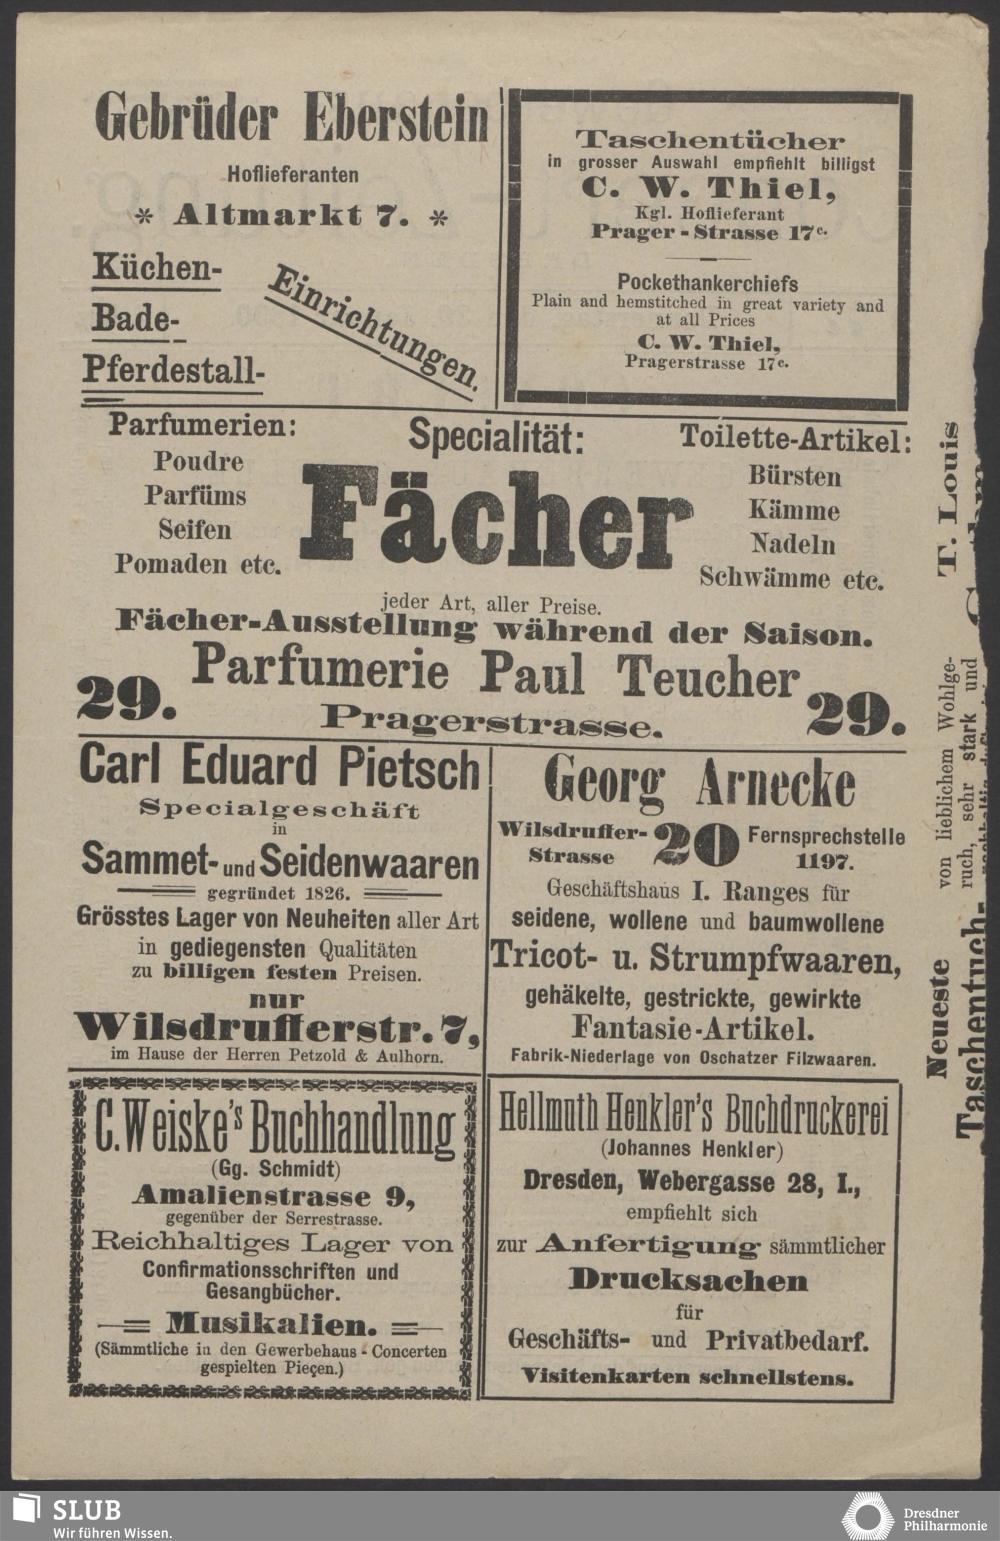 Gebrüder Eberstein
Hoflieferanten
* Altmarkt 7. *
Küchen-
Bade-
Pferdestall-
Einrichtungen.
Taschentücher
in grosser Auswahl empfiehlt billigst
C. W. Thiel,
Kgl. Hoflieferant
Prager-Strasse 17c.
Pockethankerchiefs
Plain and hemstitched in great variety and
at all Prices
C. W. Thiel,
Pragerstrasse 17c.
Parfumerien:
Poudre
Parfüms
Seifen
Pomaden etc.
Specialität:
Fächer
Toilette-Artikel:
Bürsten
Kämme
Nadeln
Schwämme etc.
jeder Art, aller Preise.
Fächer-Ausstellung während der Saison.
Parfumerie Paul Teucher
29. Pragerstrasse. 29.
Carl Eduard Pietsch
Specialgeschäft
in
Sammet- und Seidenwaaren
gegründet 1826.
Grösstes Lager von Neuheiten aller Art
in gediegensten Qualitäten
zu billigen festen Preisen.
nur
Wilsdrufferstr. 7,
im Hause der Herren Petzold & Aulhorn.
Georg Arnecke
Wilsdruffer-Strasse 20 Fernsprechstelle 1197.
Geschäftshaus I. Ranges für
seidene, wollene und baumwollene
Tricot- u. Strumpfwaaren,
gehäkelte, gestrickte, gewirkte
Fantasie-Artikel.
Fabrik-Niederlage von Oschatzer Filzwaaren.
C. Weiske's Buchhandlung
(Gg. Schmidt)
Amalienstrasse 9,
gegenüber der Serrestrasse.
Reichhaltiges Lager von
Confirmationsschriften und
Gesangbücher.
Musikalien.
(Sämmtliche in den Gewerbehaus-Concerten
gespielten Pieçen.)
Hellmuth Henkler's Buchdruckerei
(Johannes Henkler)
Dresden, Webergasse 28, I.,
empfiehlt sich
zur Anfertigung sämmtlicher
Drucksachen
für
Geschäfts- und Privatbedarf.
Visitenkarten schnellstens.
Neueste
von lieblichem Wohlge-
ruch, sehr stark und
T. Louis
Taschentuch-
SLUB
Wir führen Wissen.
Dresdner
Philharmonie